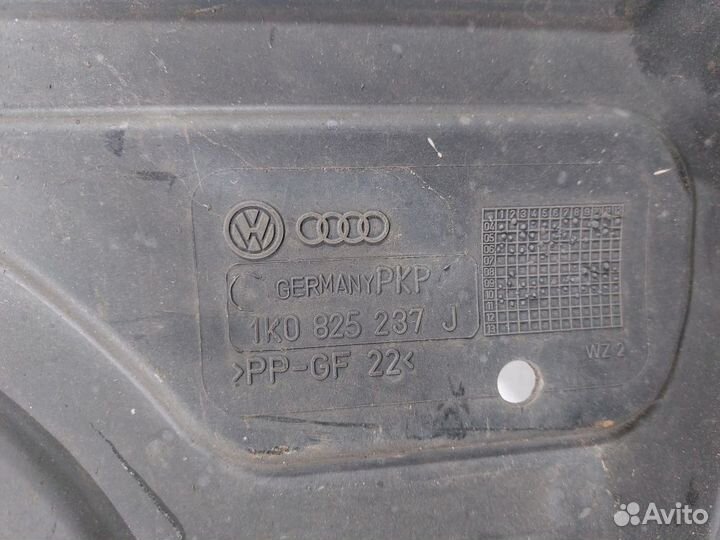 GERMANY PKP
1K0 825 237 J
>PP-GF 22<
WZ 2
Avito